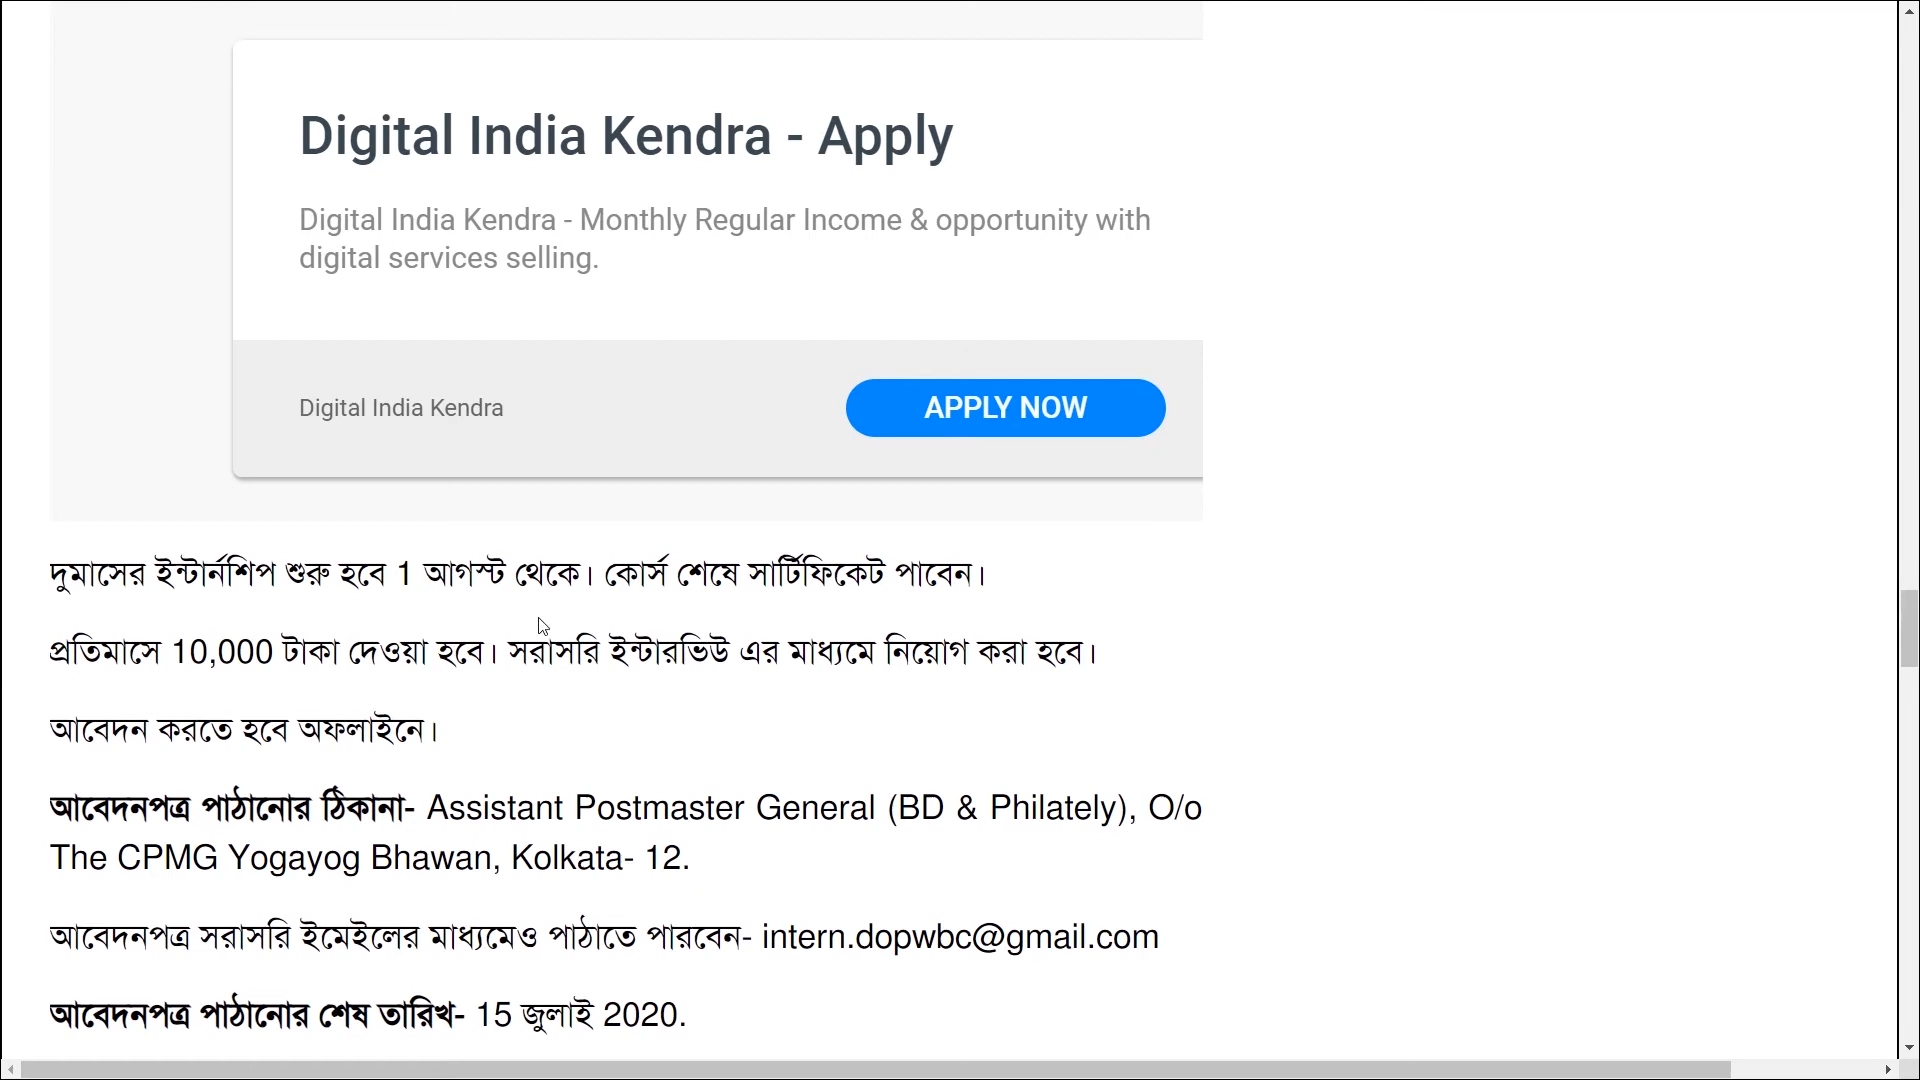 Digital India Kendra - Apply
Digital India Kendra - Monthly Regular Income & opportunity with
digital services selling.
Digital India Kendra
APPLY NOW
দুমাসের ইন্টার্নশিপ শুরু হবে 1 আগস্ট থেকে। কোর্স শেষে সার্টিফিকেট পাবেন।
প্রতিমাসে 10,000 টাকা দেওয়া হবে। সরাসরি ইন্টারভিউ এর মাধ্যমে নিয়োগ করা হবে।
আবেদন করতে হবে অফলাইনে।
আবেদনপত্র পাঠানোর ঠিকানা- Assistant Postmaster General (BD & Philately), O/o
The CPMG Yogayog Bhawan, Kolkata- 12.
আবেদনপত্র সরাসরি ইমেইলের মাধ্যমেও পাঠাতে পারবেন- intern.dopwbc@gmail.com
আবেদনপত্র পাঠানোর শেষ তারিখ- 15 জুলাই 2020.